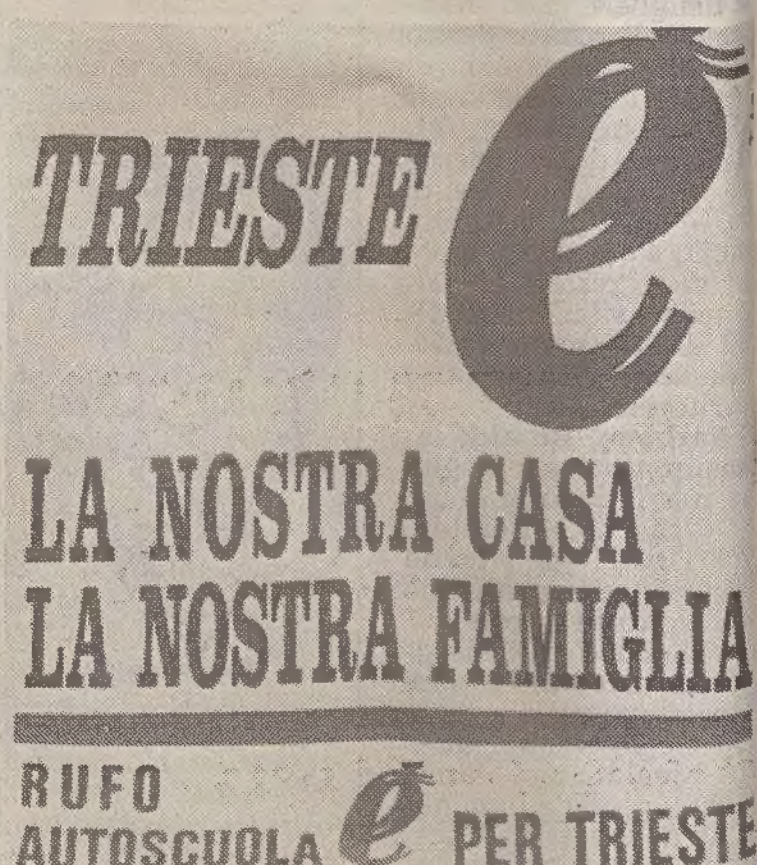 TRIESTE è
LA NOSTRA CASA
LA NOSTRA FAMIGLIA
RUFO
AUTOSCUOLA è PER TRIESTE